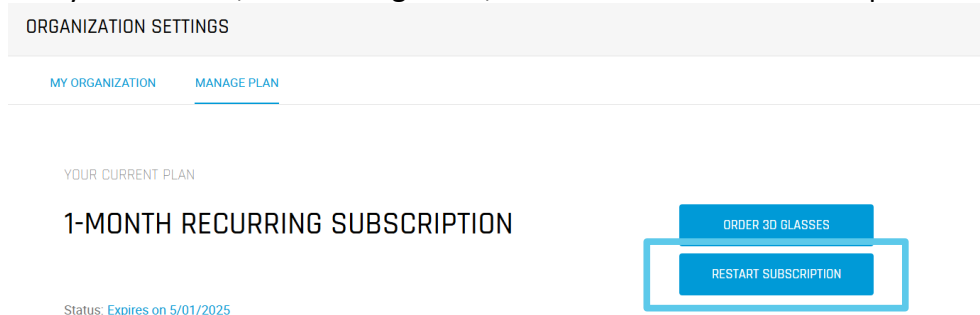 ORGANIZATION SETTINGS
MY ORGANIZATION MANAGE PLAN
YOUR CURRENT PLAN
1-MONTH RECURRING SUBSCRIPTION
ORDER 3D GLASSES
RESTART SUBSCRIPTION
Status: Expires on 5/01/2025